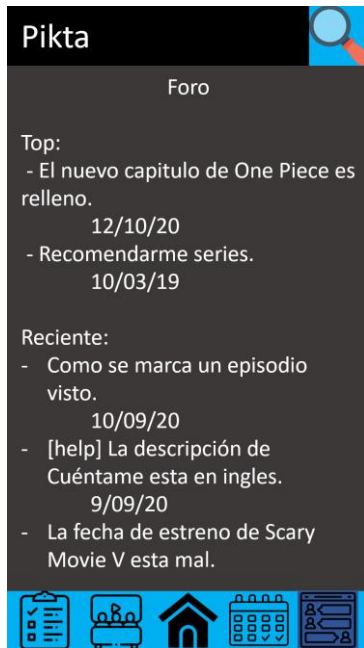 Pikta
Foro
Top:
- El nuevo capitulo de One Piece es
relleno.
12/10/20
- Recomendarme series.
10/03/19
Reciente:
- Como se marca un episodio
visto.
10/09/20
- [help] La descripción de
Cuéntame esta en ingles.
9/09/20
- La fecha de estreno de Scary
Movie V esta mal.